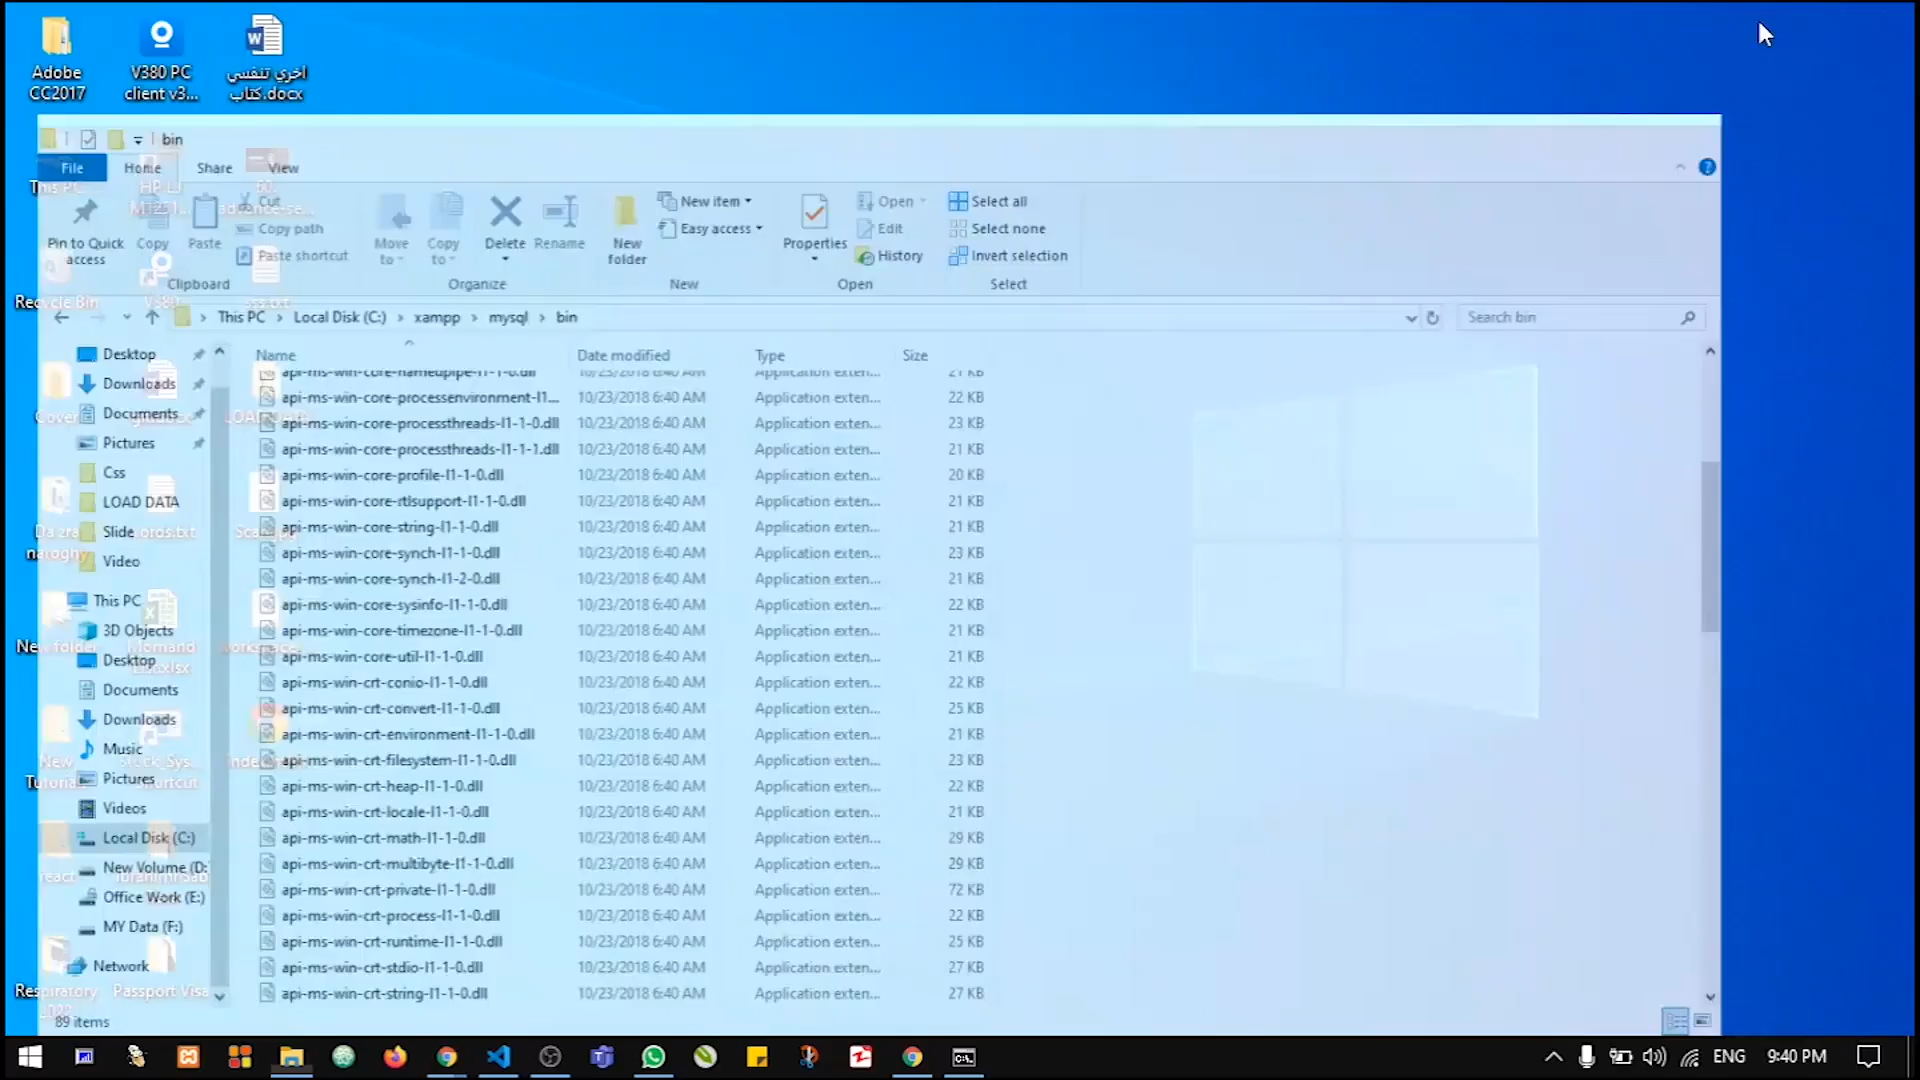 Adobe
CC2017
V380 PC
client v3...
اخري تنفسي
كتاب.docx
bin
File
Home
Share
View
Pin to Quick
access
Copy
Paste
Cut
Copy path
Paste shortcut
Clipboard
Move
to
Copy
to
Delete
Rename
Organize
New
folder
New item
Easy access
New
Properties
Open
Edit
History
Open
Select all
Select none
Invert selection
Select
This PC
Recycle Bin
This PC > Local Disk (C:) > xampp > mysql > bin
Search bin
Desktop
Downloads
Documents
Pictures
Css
LOAD DATA
Slide
Video
This PC
3D Objects
Desktop
Documents
Downloads
Music
Pictures
Videos
Local Disk (C:)
New Volume (D:
Office Work (E:)
MY Data (F:)
Network
Passport Visa
New folder
Name Date modified Type Size
api-ms-win-core-namedpipe-l1-1-0.dll 10/23/2018 6:40 AM Application exten... 21 KB
api-ms-win-core-processenvironment-l1... 10/23/2018 6:40 AM Application exten... 22 KB
api-ms-win-core-processthreads-l1-1-0.dll 10/23/2018 6:40 AM Application exten... 23 KB
api-ms-win-core-processthreads-l1-1-1.dll 10/23/2018 6:40 AM Application exten... 21 KB
api-ms-win-core-profile-l1-1-0.dll 10/23/2018 6:40 AM Application exten... 20 KB
api-ms-win-core-rtlsupport-l1-1-0.dll 10/23/2018 6:40 AM Application exten... 21 KB
api-ms-win-core-string-l1-1-0.dll 10/23/2018 6:40 AM Application exten... 21 KB
api-ms-win-core-synch-l1-1-0.dll 10/23/2018 6:40 AM Application exten... 23 KB
api-ms-win-core-synch-l1-2-0.dll 10/23/2018 6:40 AM Application exten... 21 KB
api-ms-win-core-sysinfo-l1-1-0.dll 10/23/2018 6:40 AM Application exten... 22 KB
api-ms-win-core-timezone-l1-1-0.dll 10/23/2018 6:40 AM Application exten... 21 KB
api-ms-win-core-util-l1-1-0.dll 10/23/2018 6:40 AM Application exten... 21 KB
api-ms-win-crt-conio-l1-1-0.dll 10/23/2018 6:40 AM Application exten... 22 KB
api-ms-win-crt-convert-l1-1-0.dll 10/23/2018 6:40 AM Application exten... 25 KB
api-ms-win-crt-environment-l1-1-0.dll 10/23/2018 6:40 AM Application exten... 21 KB
api-ms-win-crt-filesystem-l1-1-0.dll 10/23/2018 6:40 AM Application exten... 23 KB
api-ms-win-crt-heap-l1-1-0.dll 10/23/2018 6:40 AM Application exten... 22 KB
api-ms-win-crt-locale-l1-1-0.dll 10/23/2018 6:40 AM Application exten... 21 KB
api-ms-win-crt-math-l1-1-0.dll 10/23/2018 6:40 AM Application exten... 29 KB
api-ms-win-crt-multibyte-l1-1-0.dll 10/23/2018 6:40 AM Application exten... 29 KB
api-ms-win-crt-private-l1-1-0.dll 10/23/2018 6:40 AM Application exten... 72 KB
api-ms-win-crt-process-l1-1-0.dll 10/23/2018 6:40 AM Application exten... 22 KB
api-ms-win-crt-runtime-l1-1-0.dll 10/23/2018 6:40 AM Application exten... 25 KB
api-ms-win-crt-stdio-l1-1-0.dll 10/23/2018 6:40 AM Application exten... 27 KB
api-ms-win-crt-string-l1-1-0.dll 10/23/2018 6:40 AM Application exten... 27 KB
89 items
ENG
9:40 PM